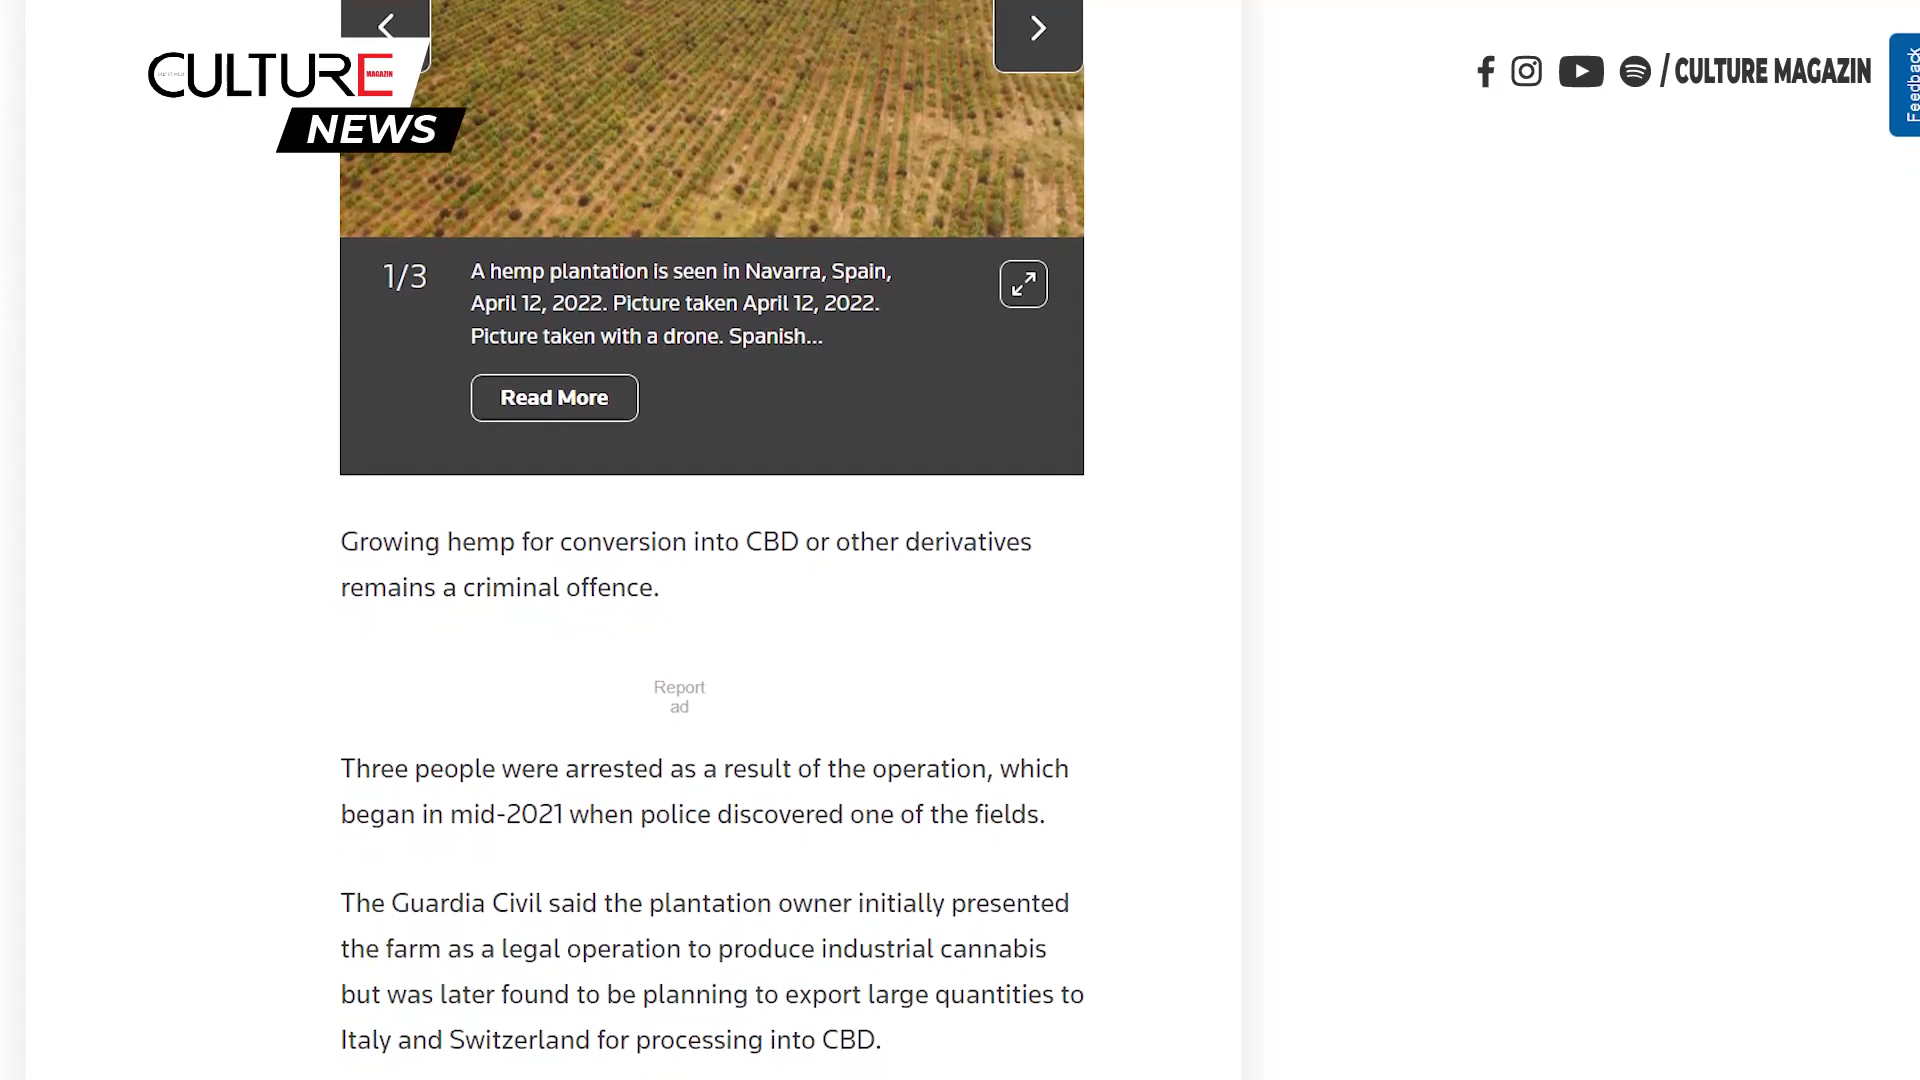 CULTURE
MAGAZIN
NEWS
/ CULTURE MAGAZIN
Feedback
1/3
A hemp plantation is seen in Navarra, Spain,
April 12, 2022. Picture taken April 12, 2022.
Picture taken with a drone. Spanish...
Read More
Growing hemp for conversion into CBD or other derivatives
remains a criminal offence.
Report
ad
Three people were arrested as a result of the operation, which
began in mid-2021 when police discovered one of the fields.
The Guardia Civil said the plantation owner initially presented
the farm as a legal operation to produce industrial cannabis
but was later found to be planning to export large quantities to
Italy and Switzerland for processing into CBD.